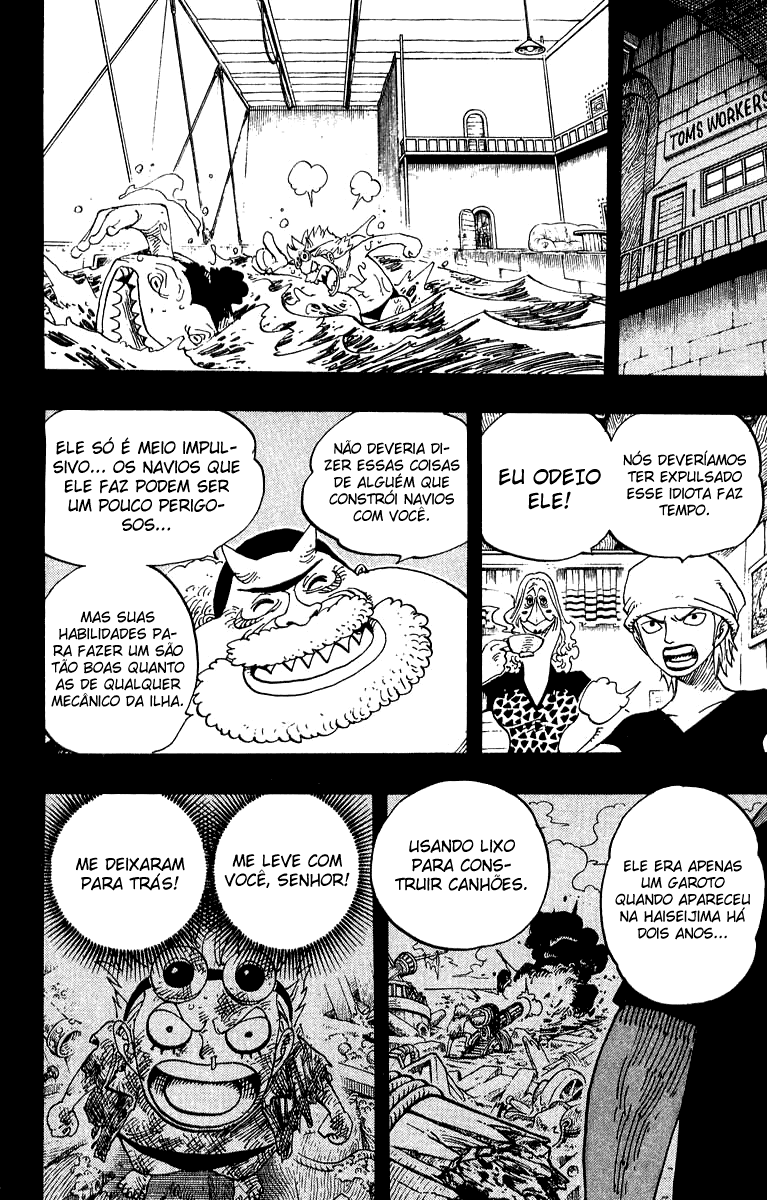 TOMS WORKERS
NÓS DEVERÍAMOS
TER EXPULSADO
ESSE IDIOTA FAZ
TEMPO.
EU ODEIO
ELE!
NÃO DEVERIA DI-
ZER ESSAS COISAS
DE ALGUÉM QUE
CONSTRÓI NAVIOS
COM VOCÊ.
ELE SÓ É MEIO IMPUL-
SIVO... OS NAVIOS QUE
ELE FAZ PODEM SER
UM POUCO PERIGO-
SOS...
MAS SUAS
HABILIDADES PA-
RA FAZER UM SÃO
TÃO BOAS QUANTO
AS DE QUALQUER
MECÂNICO DA ILHA.
ELE ERA APENAS
UM GAROTO
QUANDO APARECEU
NA HAISEIJIMA HÁ
DOIS ANOS...
USANDO LIXO
PARA CONS-
TRUIR CANHÕES.
ME LEVE COM
VOCÊ, SENHOR!
ME DEIXARAM
PARA TRÁS!